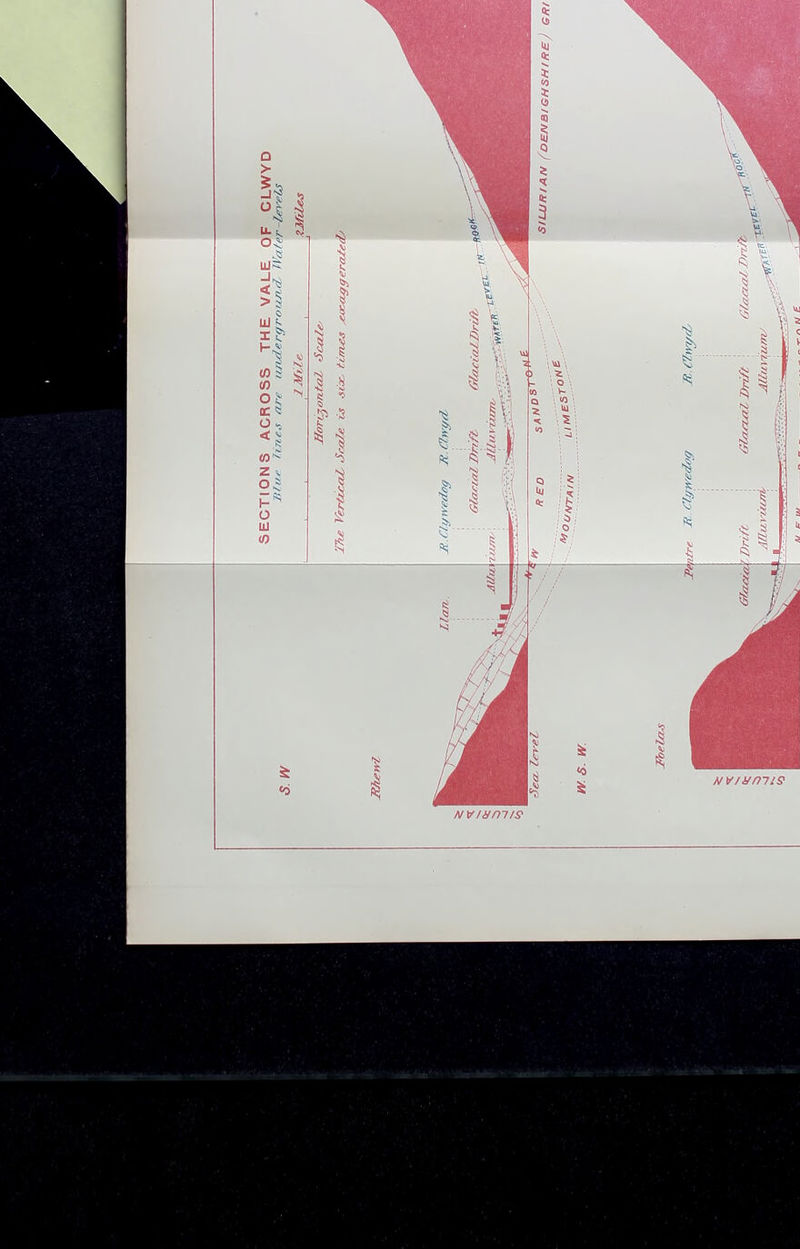 SECTIONS ACROSS THE VALE OF CLWYD
Blue lines are underground Water-levels
1 Mile 2 Miles
Horizontal Scale
The Vertical Scale is six times exaggerated
S. W
Rhewl
Llan. R. Clywedog R. Clwyd
Alluvium Glacial Drift Alluvium Glacial Drift
WATER LEVEL IN ROCK
Sea level NEW RED SANDSTONE SILURIAN (DENBIGHSHIRE) GRI
MOUNTAIN LIMESTONE
SILURIAN
W. S. W.
Foelas
Pentre R. Clywedog R. Clwyd
Glacial Drift Alluvium Glacial Drift Alluvium Glacial Drift
WATER LEVEL IN ROCK
SILURIAN